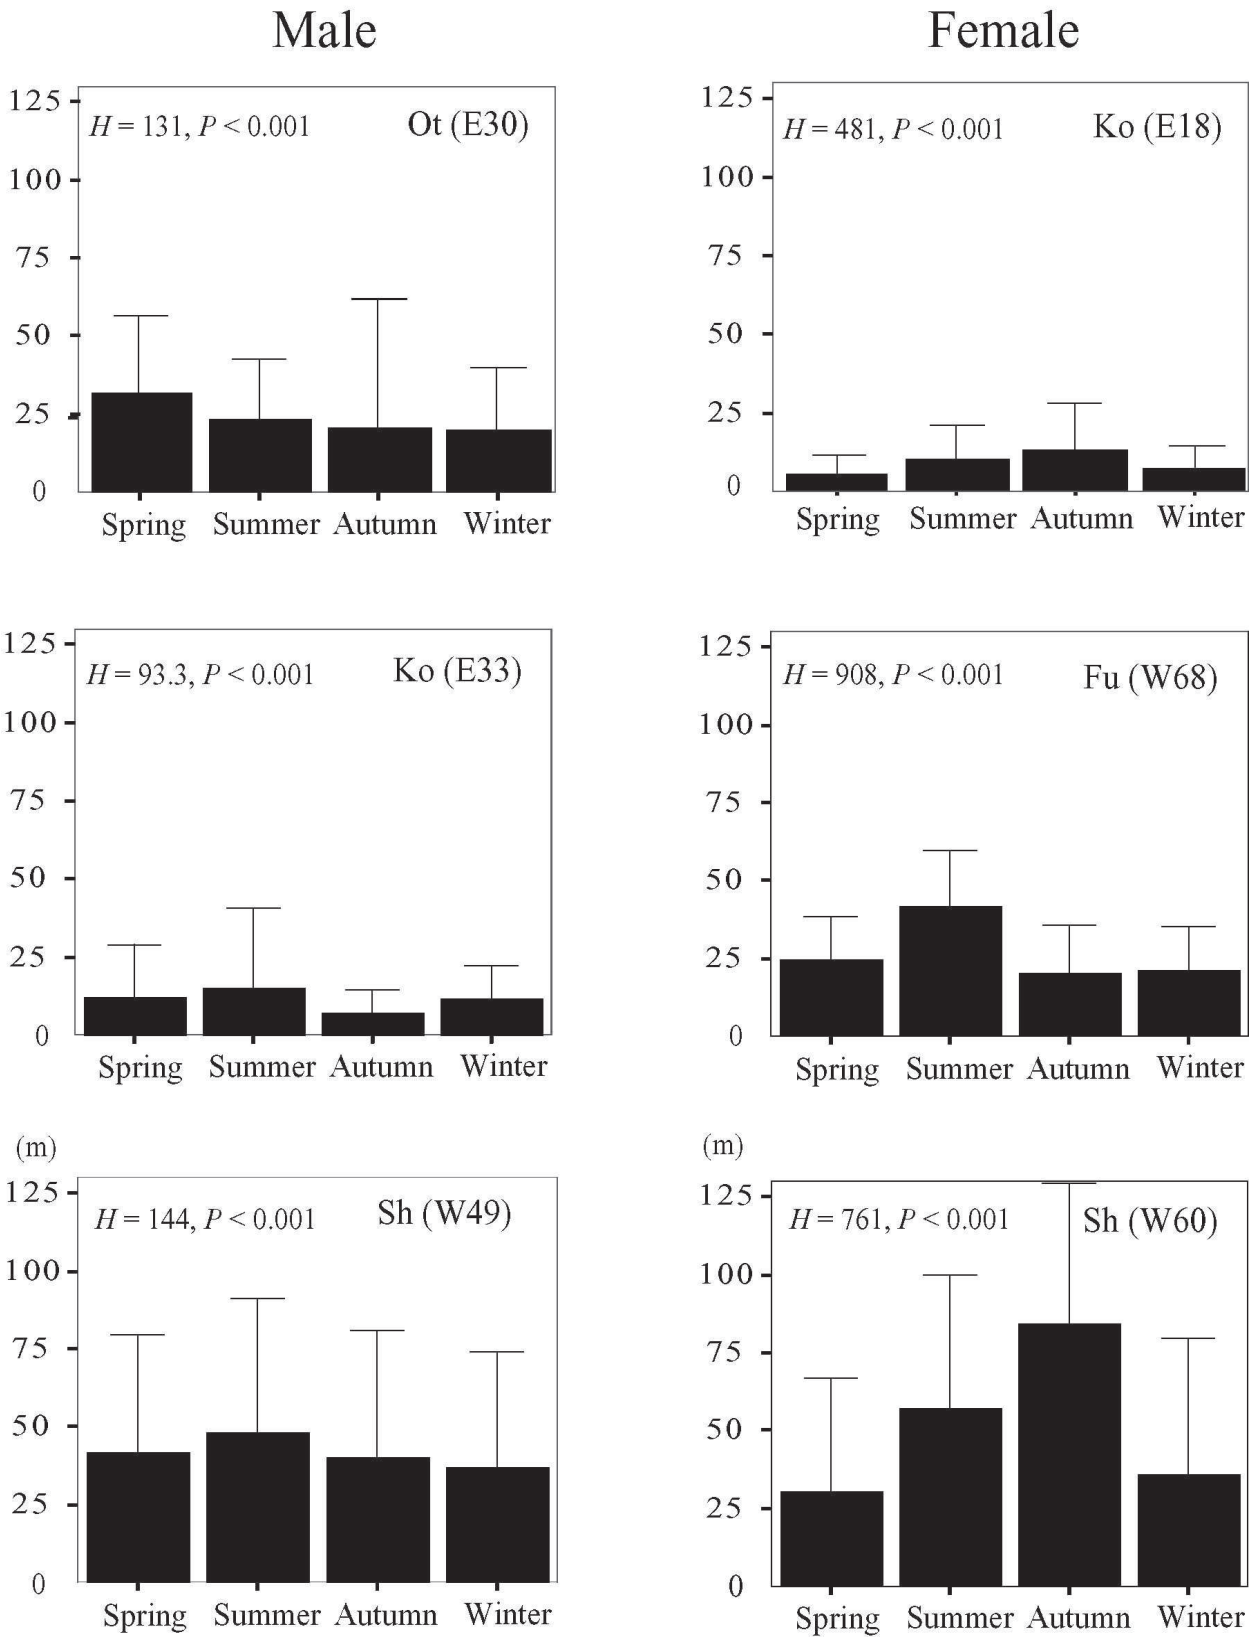 Male
Female
125
100
75
50
25
0
H = 131, P < 0.001
Ot (E30)
Spring Summer Autumn Winter
125
100
75
50
25
0
H = 481, P < 0.001
Ko (E18)
Spring Summer Autumn Winter
125
100
75
50
25
0
H = 93.3, P < 0.001
Ko (E33)
Spring Summer Autumn Winter
125
100
75
50
25
0
H = 908, P < 0.001
Fu (W68)
Spring Summer Autumn Winter
(m)
125
100
75
50
25
0
H = 144, P < 0.001
Sh (W49)
Spring Summer Autumn Winter
(m)
125
100
75
50
25
0
H = 761, P < 0.001
Sh (W60)
Spring Summer Autumn Winter